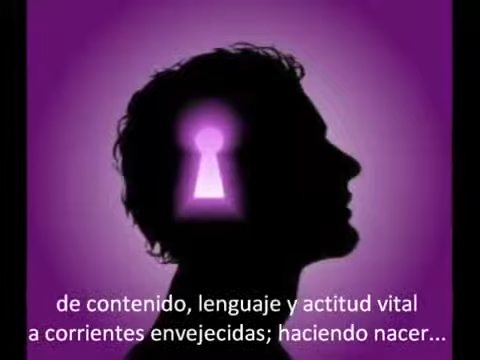 de contenido, lenguaje y actitud vital
a corrientes envejecidas; haciendo nacer...